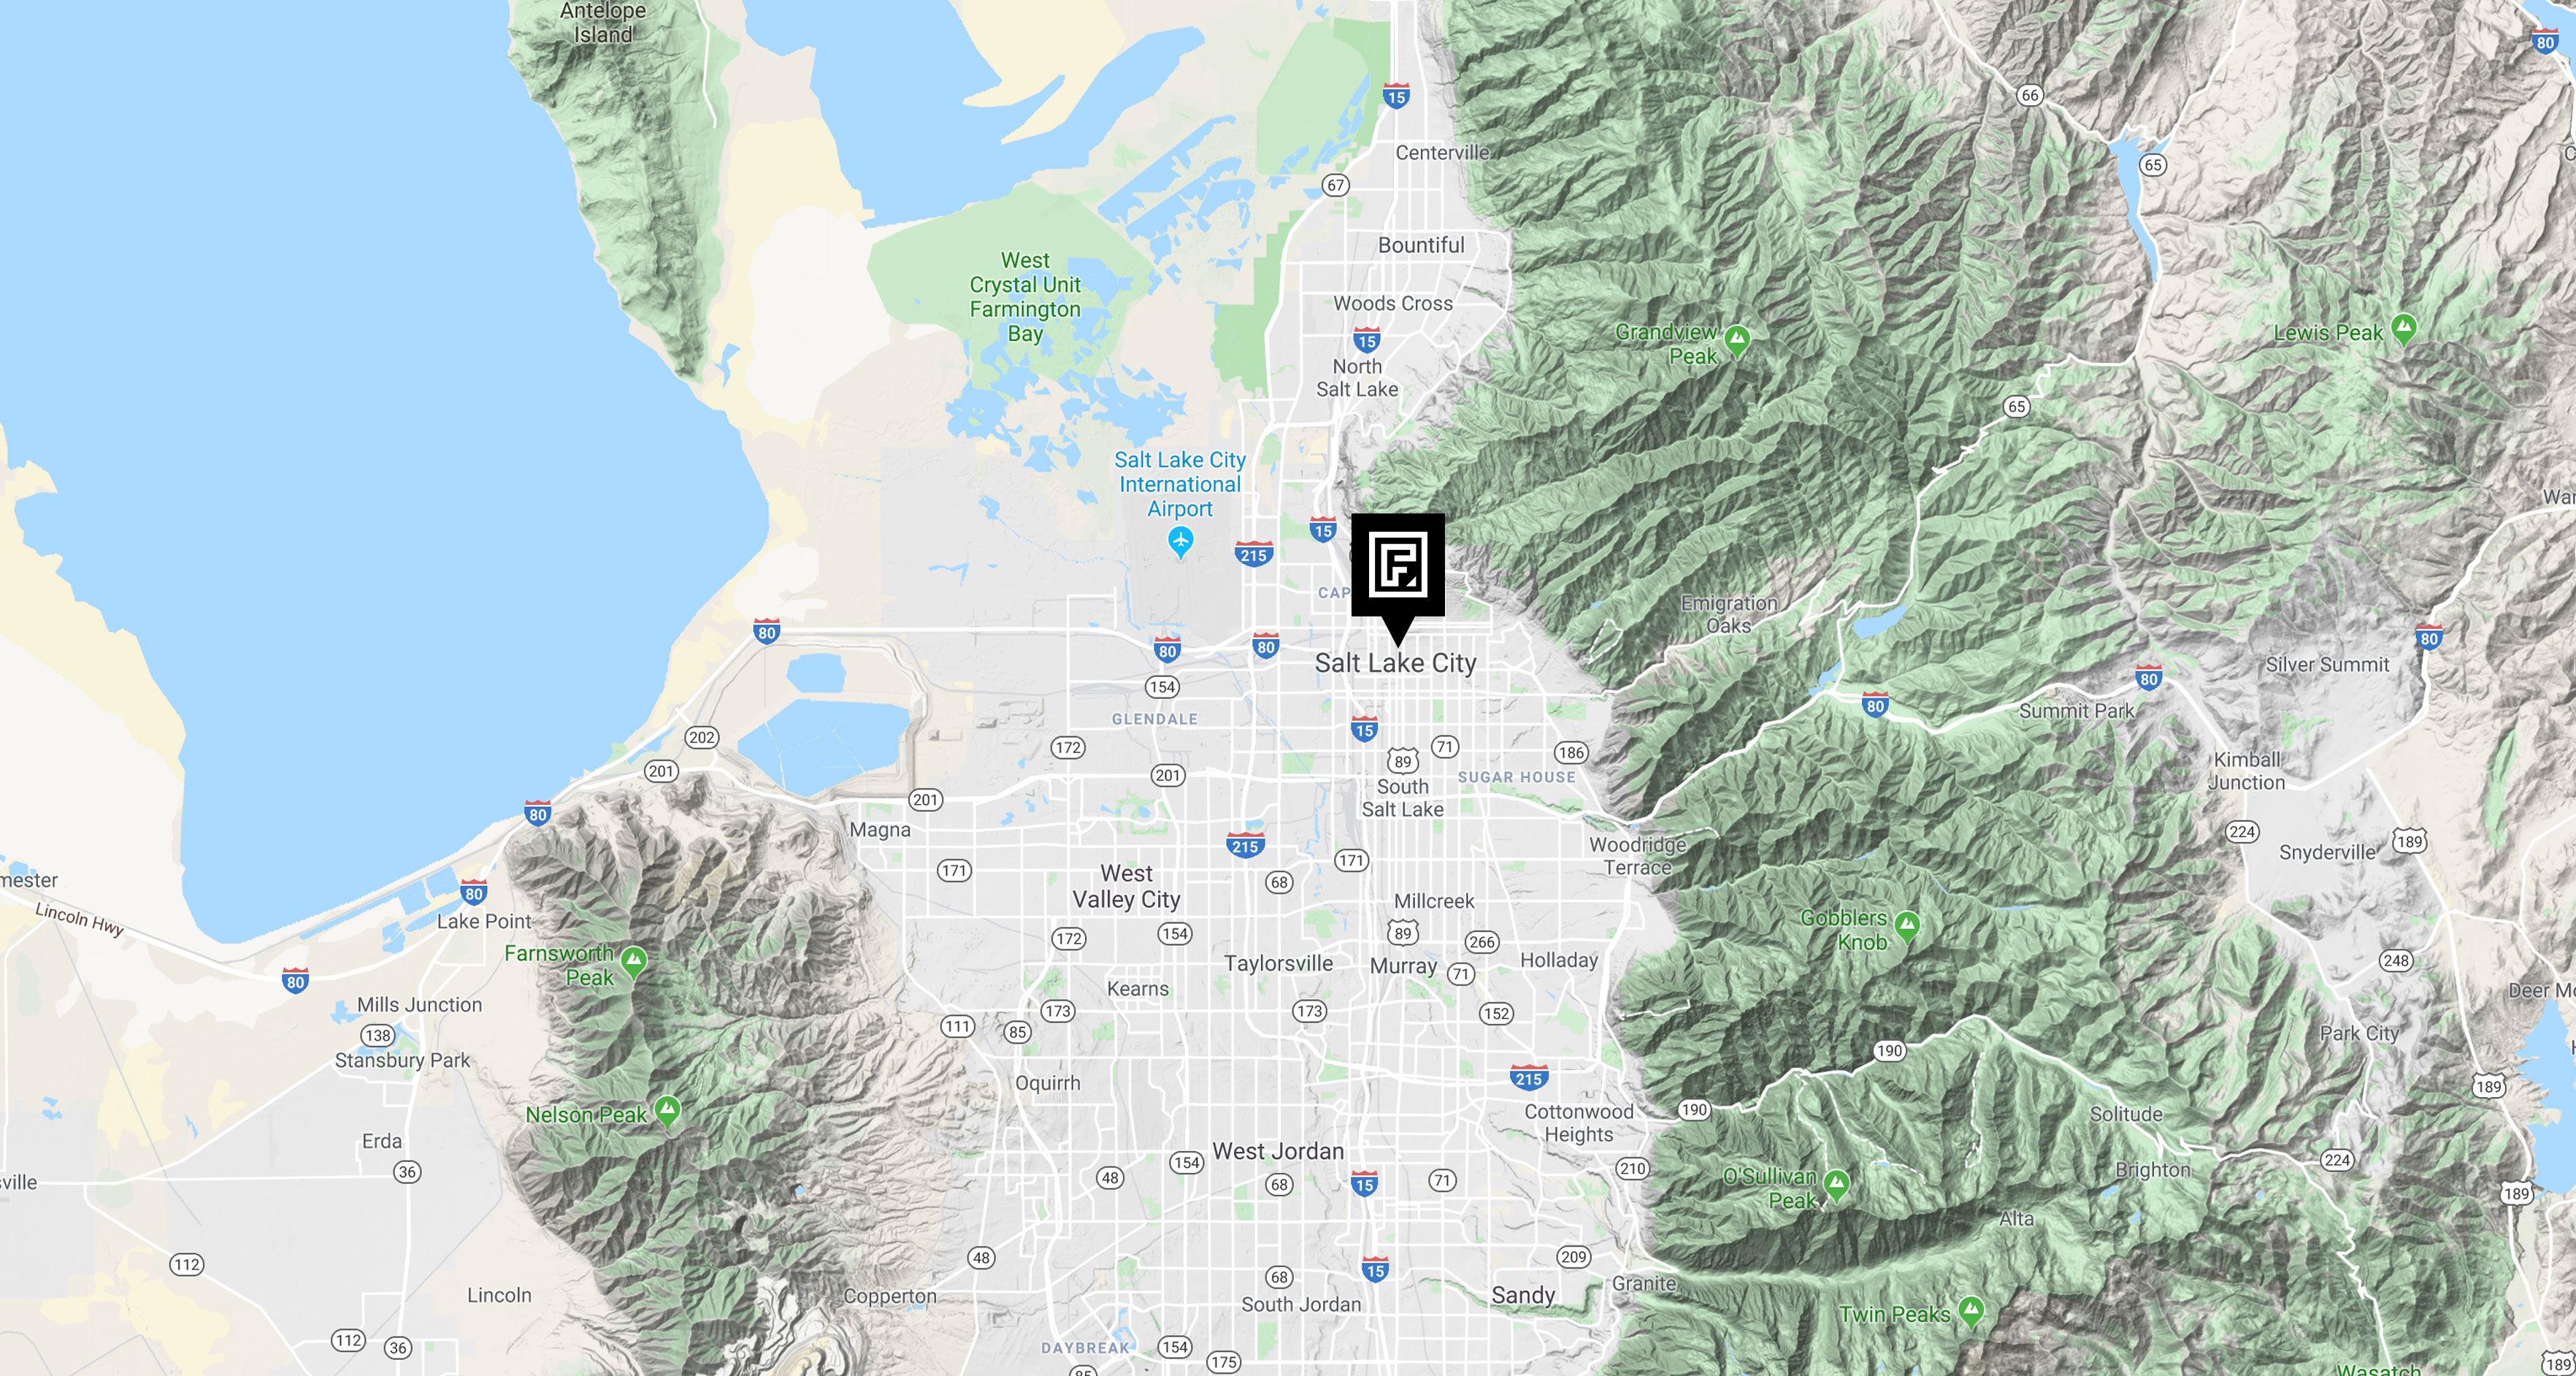 Antelope
Island
80
15
66
Centerville
65
67
West
Crystal Unit
Farmington
Bay
Bountiful
Woods Cross
15
North
Salt Lake
Grandview
Peak
Lewis Peak
65
Salt Lake City
International
Airport
15
215
CAP
F
Emigration
Oaks
80
80
80
80
Salt Lake City
Silver Summit
80
154
80
Summit Park
GLENDALE
15
202
172
89
71
186
201
201
SUGAR HOUSE
Kimball
Junction
South
Salt Lake
201
80
Magna
215
Woodridge
Terrace
224
189
Snyderville
171
171
West
Valley City
68
mester
80
Lincoln Hwy
Lake Point
Millcreek
Gobblers
Knob
172
154
89
266
Farnsworth
Peak
Taylorsville
Murray
71
Holladay
248
80
Kearns
Deer M
Mills Junction
173
173
152
111
85
138
Stansbury Park
Park City
190
Oquirrh
215
189
Nelson Peak
190
Cottonwood
Heights
Solitude
Erda
West Jordan
36
154
48
68
15
71
210
224
Brighton
sville
O'Sullivan
Peak
189
Alta
112
48
209
15
68
Granite
Lincoln
Copperton
South Jordan
Sandy
Twin Peaks
112
36
DAYBREAK
154
175
85
189
Wasatch